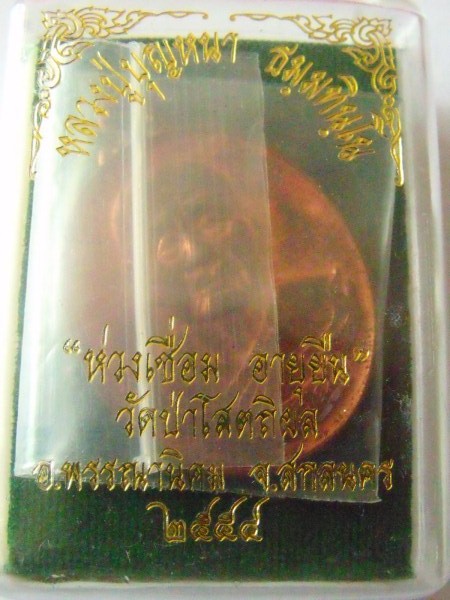 หลวงปู่บุญหนา ธมฺมทินฺโน
"ห่วงเชื่อม อายุยืน"
วัดป่าโสตถิผล
อ.พรรณานิคม จ.สกลนคร
๒๕๕๔